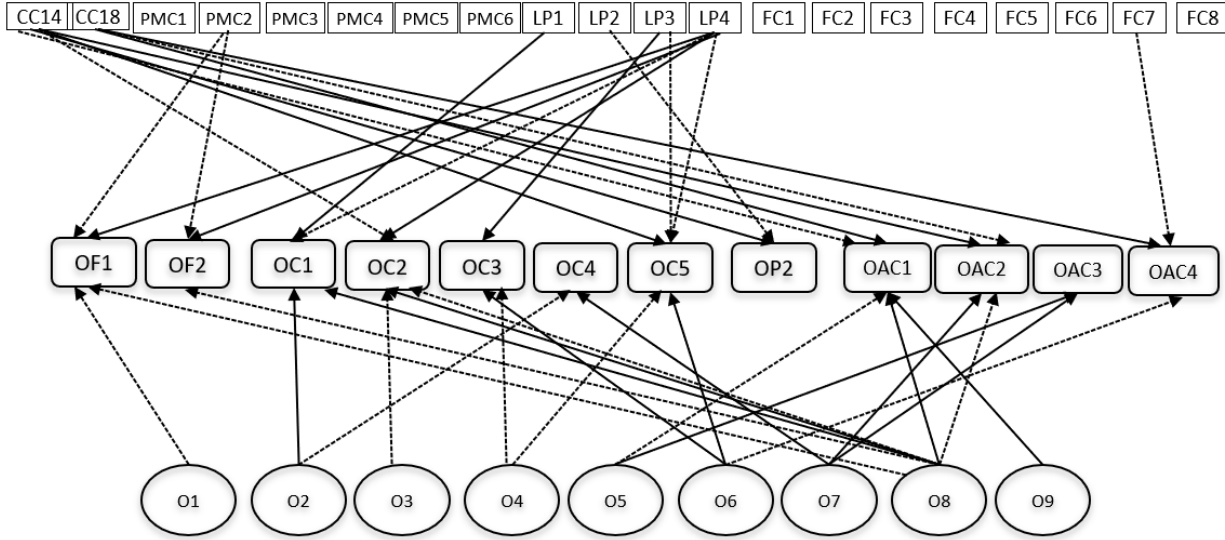 CC14 CC18 PMC1 PMC2 PMC3 PMC4 PMC5 PMC6 LP1 LP2 LP3 LP4 FC1 FC2 FC3 FC4 FC5 FC6 FC7 FC8
OF1 OF2 OC1 OC2 OC3 OC4 OC5 OP2 OAC1 OAC2 OAC3 OAC4
O1 O2 O3 O4 O5 O6 O7 O8 O9